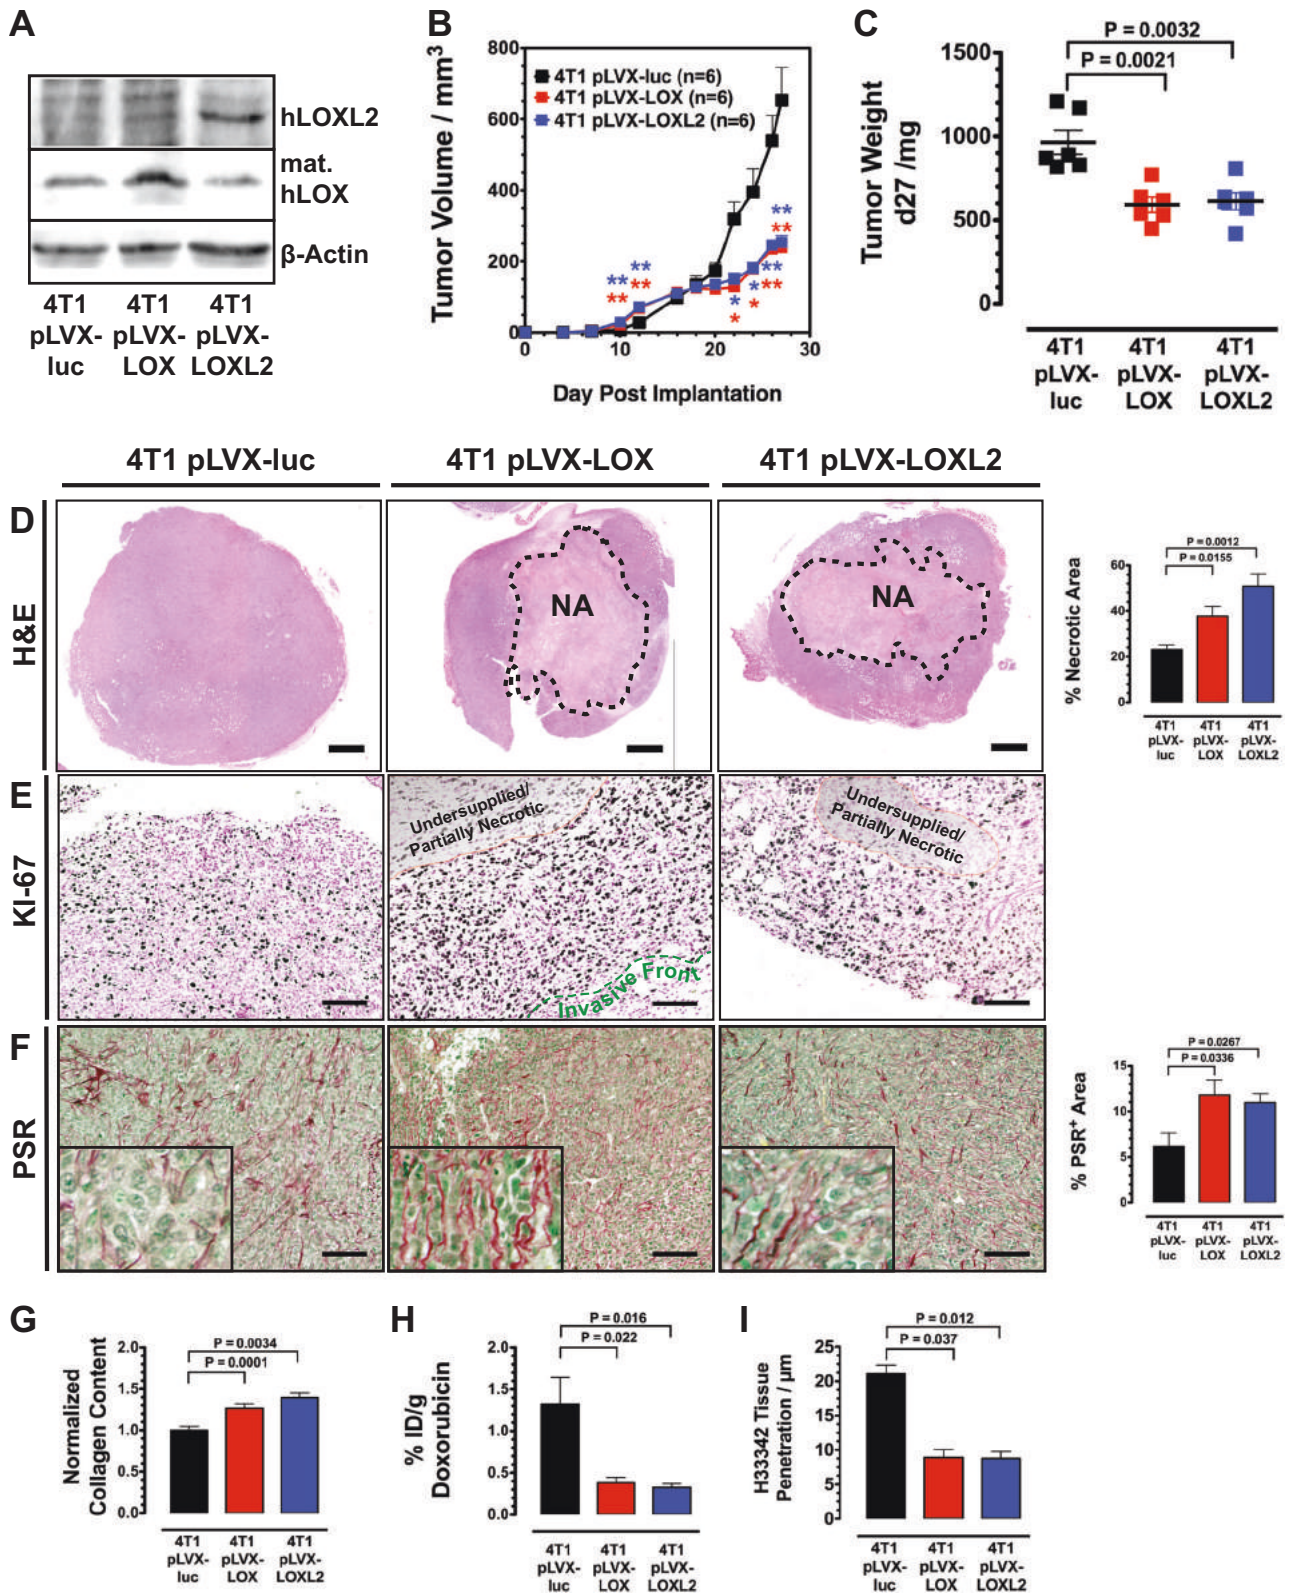 A
hLOXL2
mat.
hLOX
β-Actin
4T1 4T1 4T1
pLVX- pLVX- pLVX-
luc LOX LOXL2
B
Tumor Volume / mm3
800
600
400
200
0
4T1 pLVX-luc (n=6)
4T1 pLVX-LOX (n=6)
4T1 pLVX-LOXL2 (n=6)
** ** * * ** **
** ** * * ** **
0 10 20 30
Day Post Implantation
C
P = 0.0032
P = 0.0021
Tumor Weight
d27 /mg
1500
1000
500
0
4T1 4T1 4T1
pLVX- pLVX- pLVX-
luc LOX LOXL2
4T1 pLVX-luc 4T1 pLVX-LOX 4T1 pLVX-LOXL2
D
H&E
NA
NA
P = 0.0012
P = 0.0155
% Necrotic Area
60
40
20
0
4T1 4T1 4T1
pLVX- pLVX- pLVX-
luc LOX LOXL2
E
KI-67
Undersupplied/
Partially Necrotic
Invasive Front
Undersupplied/
Partially Necrotic
F
PSR
P = 0.0267
P = 0.0336
% PSR+ Area
15
10
5
0
4T1 4T1 4T1
pLVX- pLVX- pLVX-
luc LOX LOXL2
G
P = 0.0034
P = 0.0001
Normalized
Collagen Content
2.0
1.5
1.0
0.5
0.0
4T1 4T1 4T1
pLVX- pLVX- pLVX-
luc LOX LOXL2
H
P = 0.016
P = 0.022
% ID/g
Doxorubicin
2.0
1.5
1.0
0.5
0.0
4T1 4T1 4T1
pLVX- pLVX- pLVX-
luc LOX LOXL2
I
P = 0.012
P = 0.037
H33342 Tissue
Penetration / µm
25
20
15
10
5
0
4T1 4T1 4T1
pLVX- pLVX- pLVX-
luc LOX LOXL2